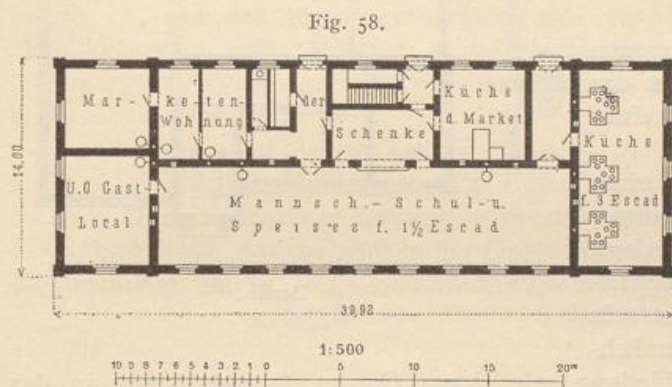 Fig. 58.
Mar-
ke-
ten-
der
Wohnung
Küche
d. Market
Schenke
Küche
f. 3 Escad
U.O Gast-
Local
Mannsch.- Schul- u.
Speisez f. 1½ Escad
14,00
39,92
1:500
10 9 8 7 6 5 4 3 2 1 0 5 10 15 20m